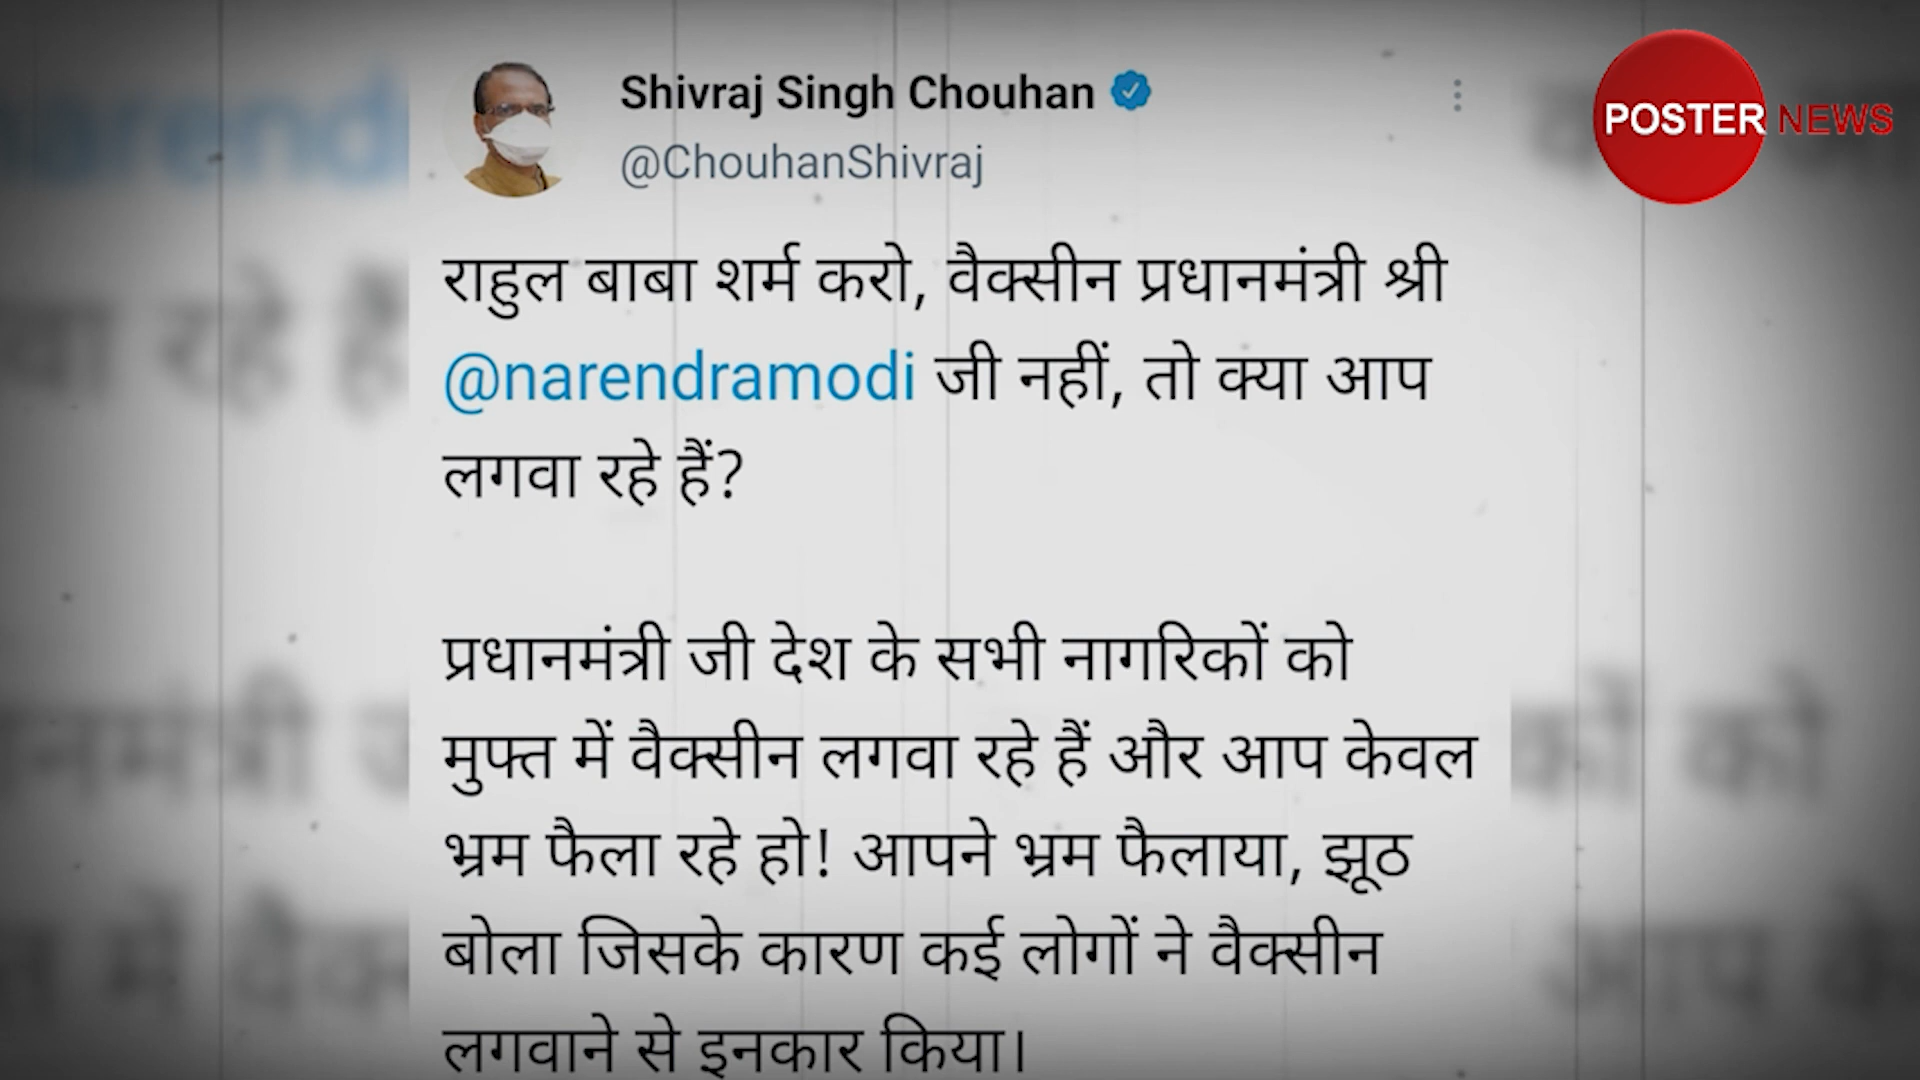 Shivraj Singh Chouhan
@ChouhanShivraj
POSTER NEWS
राहुल बाबा शर्म करो, वैक्सीन प्रधानमंत्री श्री
@narendramodi जी नहीं, तो क्या आप
लगवा रहे हैं?
प्रधानमंत्री जी देश के सभी नागरिकों को
मुफ्त में वैक्सीन लगवा रहे हैं और आप केवल
भ्रम फैला रहे हो! आपने भ्रम फैलाया, झूठ
बोला जिसके कारण कई लोगों ने वैक्सीन
लगवाने से इनकार किया।